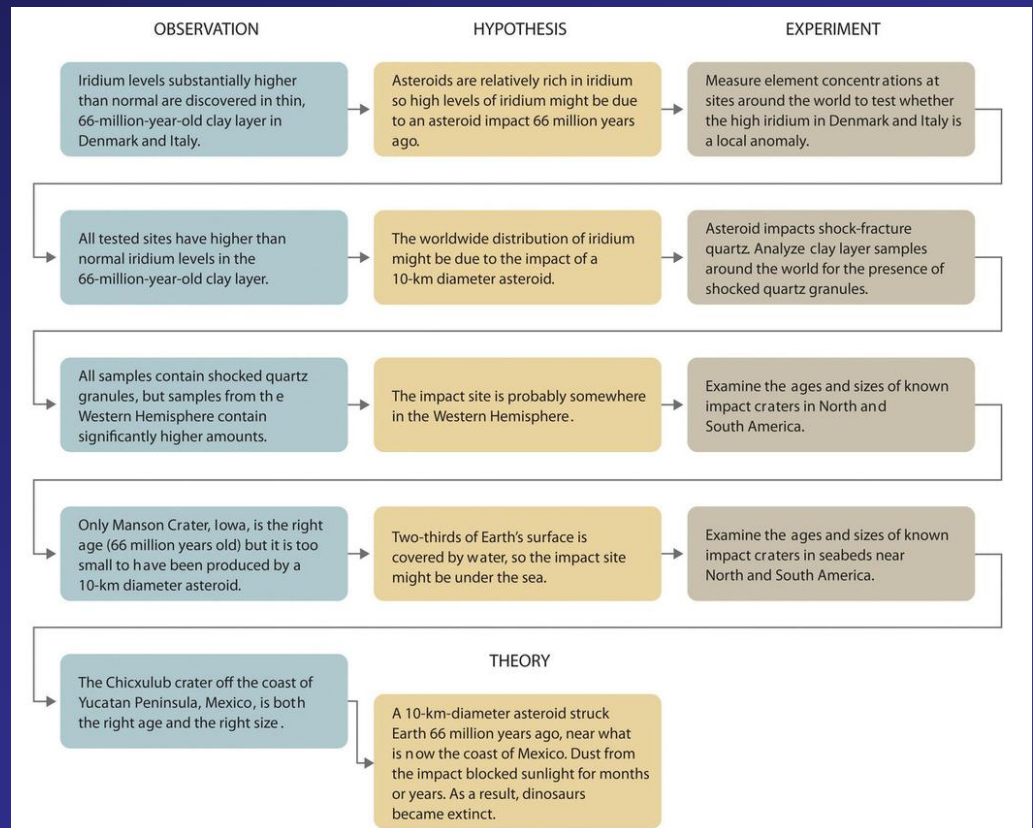 OBSERVATION
HYPOTHESIS
EXPERIMENT
Iridium levels substantially higher
than normal are discovered in thin,
66-million-year-old clay layer in
Denmark and Italy.
Asteroids are relatively rich in iridium
so high levels of iridium might be due
to an asteroid impact 66 million years
ago.
Measure element concentrations at
sites around the world to test whether
the high iridium in Denmark and Italy is
a local anomaly.
All tested sites have higher than
normal iridium levels in the
66-million-year-old clay layer.
The worldwide distribution of iridium
might be due to the impact of a
10-km diameter asteroid.
Asteroid impacts shock-fracture
quartz. Analyze clay layer samples
around the world for the presence of
shocked quartz granules.
All samples contain shocked quartz
granules, but samples from the
Western Hemisphere contain
significantly higher amounts.
The impact site is probably somewhere
in the Western Hemisphere.
Examine the ages and sizes of known
impact craters in North and
South America.
Only Manson Crater, Iowa, is the right
age (66 million years old) but it is too
small to have been produced by a
10-km diameter asteroid.
Two-thirds of Earth's surface is
covered by water, so the impact site
might be under the sea.
Examine the ages and sizes of known
impact craters in seabeds near
North and South America.
The Chicxulub crater off the coast of
Yucatan Peninsula, Mexico, is both
the right age and the right size.
THEORY
A 10-km-diameter asteroid struck
Earth 66 million years ago, near what
is now the coast of Mexico. Dust from
the impact blocked sunlight for months
or years. As a result, dinosaurs
became extinct.